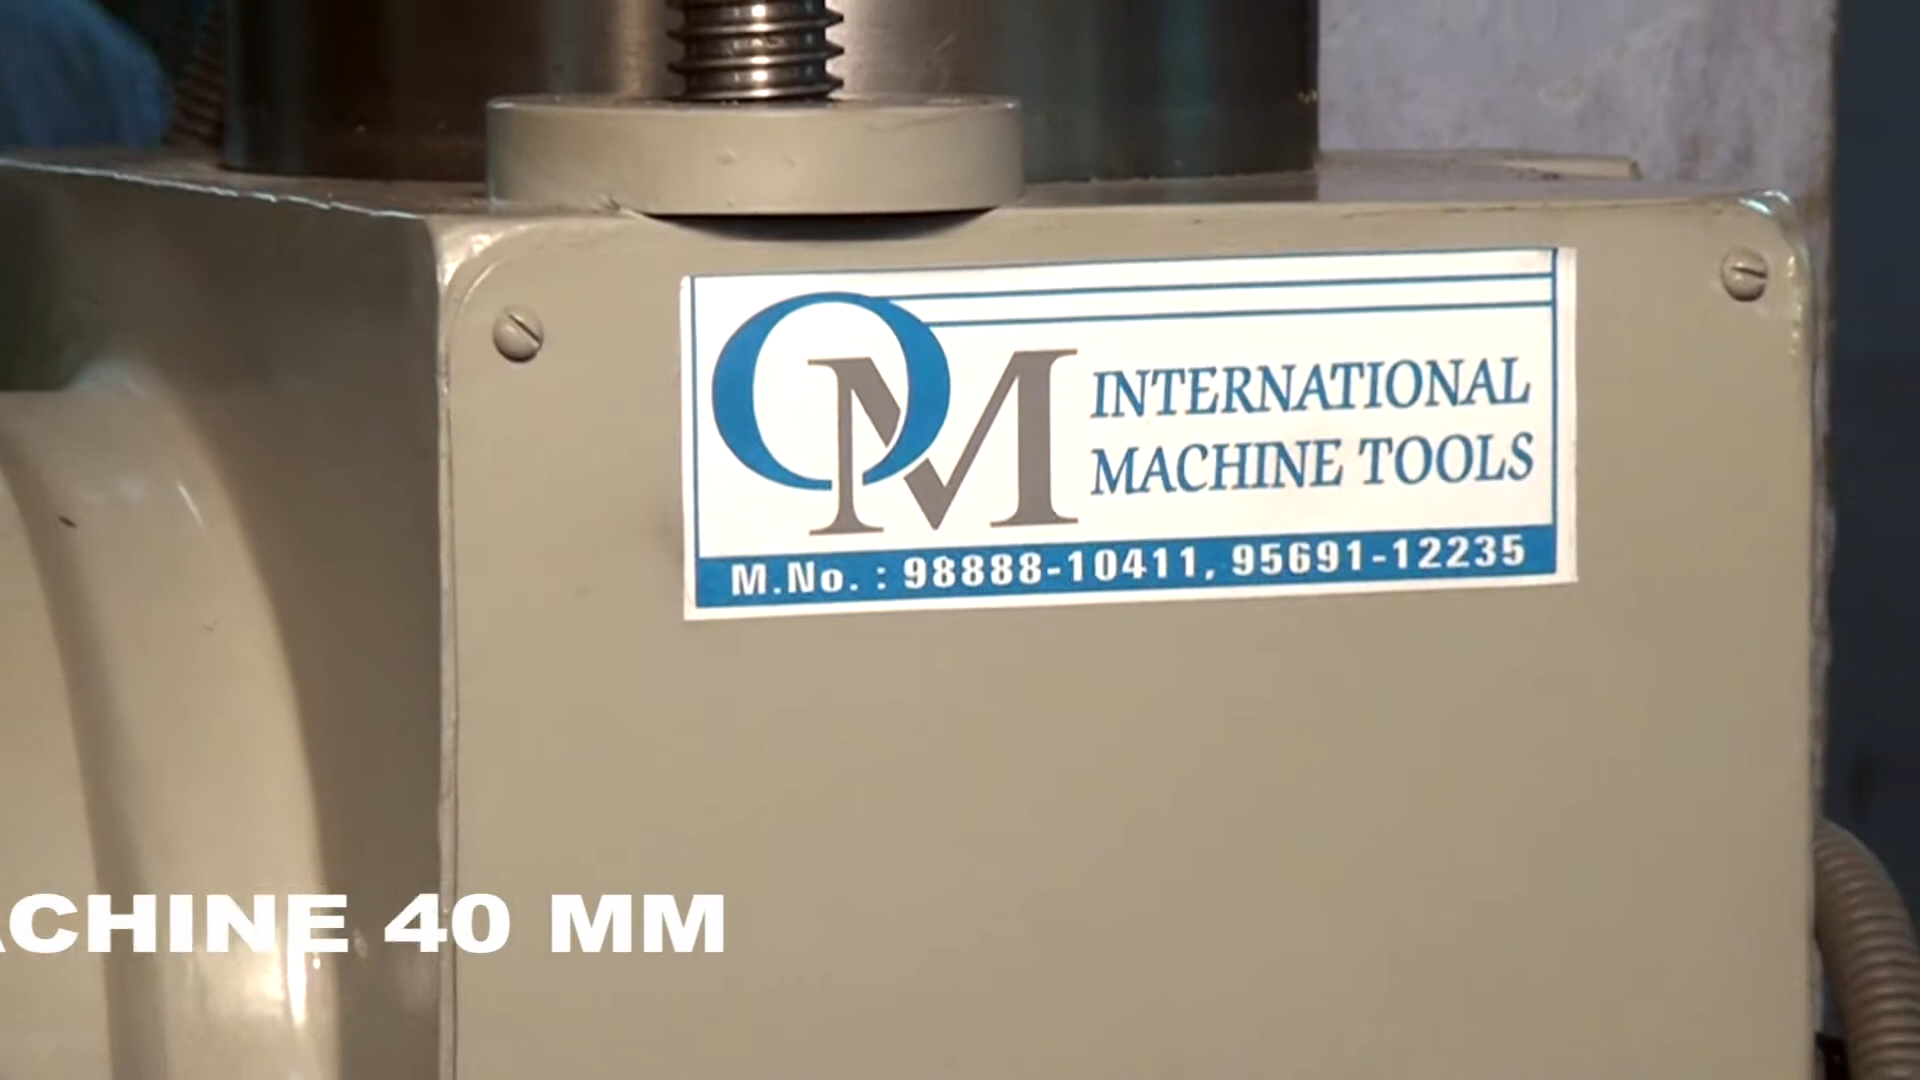 OM INTERNATIONAL
MACHINE TOOLS
M.No. : 98888-10411, 95691-12235
CHINE 40 MM